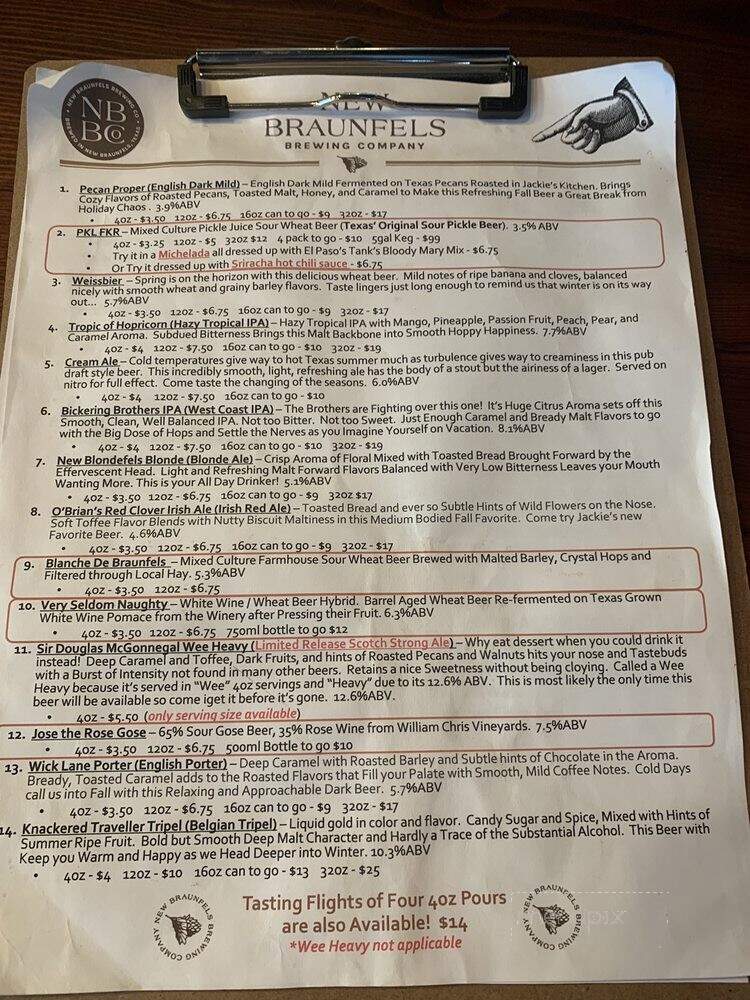 NEW BRAUNFELS BREWING CO.
NB
BCo
BREWED IN NEW BRAUNFELS, TEXAS
NEW
BRAUNFELS
BREWING COMPANY
1. Pecan Proper (English Dark Mild) – English Dark Mild Fermented on Texas Pecans Roasted in Jackie's Kitchen. Brings
Cozy Flavors of Roasted Pecans, Toasted Malt, Honey, and Caramel to Make this Refreshing Fall Beer a Great Break from
Holiday Chaos . 3.9%ABV
• 4oz - $3.50 12oz - $6.75 16oz can to go - $9 32oz - $17
2. PKL FKR – Mixed Culture Pickle Juice Sour Wheat Beer (Texas' Original Sour Pickle Beer). 3.5% ABV
• 4oz - $3.25 12oz - $5 32oz $12 4 pack to go - $10 5gal Keg - $99
• Try it in a Michelada all dressed up with El Paso's Tank's Bloody Mary Mix - $6.75
• Or Try it dressed up with Sriracha hot chili sauce - $6.75
3. Weissbier – Spring is on the horizon with this delicious wheat beer. Mild notes of ripe banana and cloves, balanced
nicely with smooth wheat and grainy barley flavors. Taste lingers just long enough to remind us that winter is on its way
out... 5.7%ABV
• 4oz - $3.50 12oz - $6.75 16oz can to go - $9 32oz - $17
4. Tropic of Hopricorn (Hazy Tropical IPA) – Hazy Tropical IPA with Mango, Pineapple, Passion Fruit, Peach, Pear, and
Caramel Aroma. Subdued Bitterness Brings this Malt Backbone into Smooth Hoppy Happiness. 7.7%ABV
• 4oz - $4 12oz - $7.50 16oz can to go - $10 32oz - $19
5. Cream Ale – Cold temperatures give way to hot Texas summer much as turbulence gives way to creaminess in this pub
draft style beer. This incredibly smooth, light, refreshing ale has the body of a stout but the airiness of a lager. Served on
nitro for full effect. Come taste the changing of the seasons. 6.0%ABV
• 4oz - $4 12oz - $7.50 16oz can to go - $10
6. Bickering Brothers IPA (West Coast IPA) – The Brothers are Fighting over this one! It's Huge Citrus Aroma sets off this
Smooth, Clean, Well Balanced IPA. Not too Bitter. Not too Sweet. Just Enough Caramel and Bready Malt Flavors to go
with the Big Dose of Hops and Settle the Nerves as you Imagine Yourself on Vacation. 8.1%ABV
• 4oz - $4 12oz - $7.50 16oz can to go - $10 32oz - $19
7. New Blondefels Blonde (Blonde Ale) – Crisp Aroma of Floral Mixed with Toasted Bread Brought Forward by the
Effervescent Head. Light and Refreshing Malt Forward Flavors Balanced with Very Low Bitterness Leaves your Mouth
Wanting More. This is your All Day Drinker! 5.1%ABV
• 4oz - $3.50 12oz - $6.75 16oz can to go - $9 32oz $17
8. O'Brian's Red Clover Irish Ale (Irish Red Ale) – Toasted Bread and ever so Subtle Hints of Wild Flowers on the Nose.
Soft Toffee Flavor Blends with Nutty Biscuit Maltiness in this Medium Bodied Fall Favorite. Come try Jackie's new
Favorite Beer. 4.6%ABV
• 4oz - $3.50 12oz - $6.75 16oz can to go - $9 32oz - $17
9. Blanche De Braunfels – Mixed Culture Farmhouse Sour Wheat Beer Brewed with Malted Barley, Crystal Hops and
Filtered through Local Hay. 5.3%ABV
• 4oz - $3.50 12oz - $6.75
10. Very Seldom Naughty – White Wine / Wheat Beer Hybrid. Barrel Aged Wheat Beer Re-fermented on Texas Grown
White Wine Pomace from the Winery after Pressing their Fruit. 6.3%ABV
• 4oz - $3.50 12oz - $6.75 750ml bottle to go $12
11. Sir Douglas McGonnegal Wee Heavy (Limited Release Scotch Strong Ale) – Why eat dessert when you could drink it
instead! Deep Caramel and Toffee, Dark Fruits, and hints of Roasted Pecans and Walnuts hits your nose and Tastebuds
with a Burst of Intensity not found in many other beers. Retains a nice Sweetness without being cloying. Called a Wee
Heavy because it's served in "Wee" 4oz servings and "Heavy" due to its 12.6% ABV. This is most likely the only time this
beer will be available so come iget it before it's gone. 12.6%ABV.
• 4oz - $5.50 (only serving size available)
12. Jose the Rose Gose – 65% Sour Gose Beer, 35% Rose Wine from William Chris Vineyards. 7.5%ABV
• 4oz - $3.50 12oz - $6.75 500ml Bottle to go $10
13. Wick Lane Porter (English Porter) – Deep Caramel with Roasted Barley and Subtle hints of Chocolate in the Aroma.
Bready, Toasted Caramel adds to the Roasted Flavors that Fill your Palate with Smooth, Mild Coffee Notes. Cold Days
call us into Fall with this Relaxing and Approachable Dark Beer. 5.7%ABV
• 4oz - $3.50 12oz - $6.75 16oz can to go - $9 32oz - $17
14. Knackered Traveller Tripel (Belgian Tripel) – Liquid gold in color and flavor. Candy Sugar and Spice, Mixed with Hints of
Summer Ripe Fruit. Bold but Smooth Deep Malt Character and Hardly a Trace of the Substantial Alcohol. This Beer with
Keep you Warm and Happy as we Head Deeper into Winter. 10.3%ABV
• 4oz - $4 12oz - $10 16oz can to go - $13 32oz - $25
Tasting Flights of Four 4oz Pours
are also Available! $14
*Wee Heavy not applicable
NEW BRAUNFELS BREWING COMPANY
NEW BRAUNFELS BREWING COMPANY